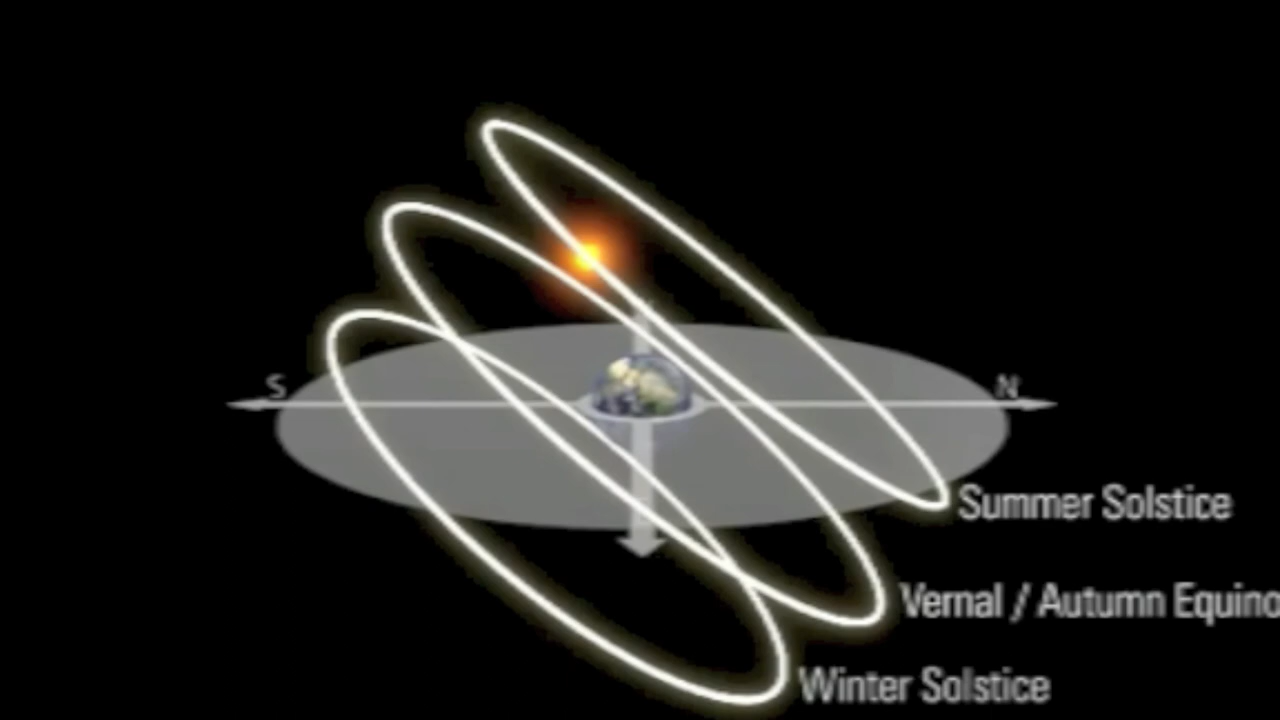 S
N
Summer Solstice
Vernal / Autumn Equino
Winter Solstice